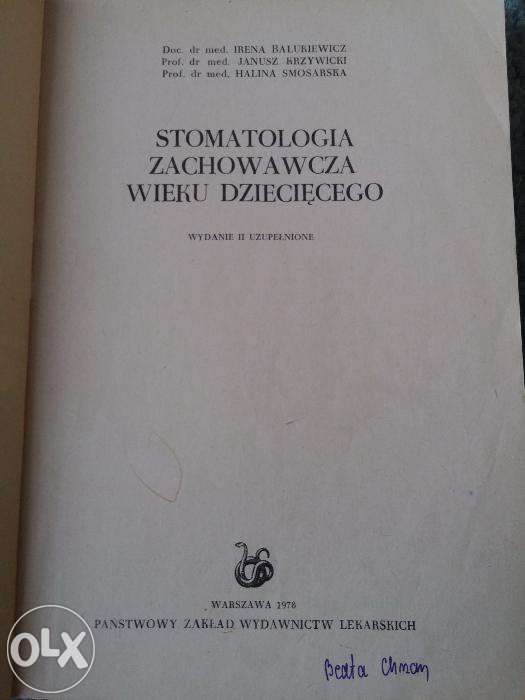 Doc. dr med. IRENA BALUKIEWICZ
Prof. dr med. JANUSZ KRZYWICKI
Prof. dr med. HALINA SMOSARSKA
STOMATOLOGIA
ZACHOWAWCZA
WIEKU DZIECIĘCEGO
WYDANIE II UZUPEŁNIONE
WARSZAWA 1978
PAŃSTWOWY ZAKŁAD WYDAWNICTW LEKARSKICH
Beata
OLX